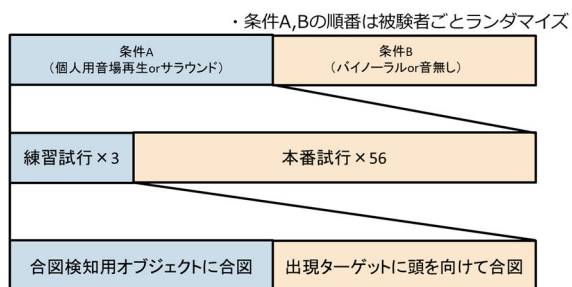 ・条件A,Bの順番は被験者ごとランダマイズ
条件A
（個人用音場再生orサラウンド）
条件B
（バイノーラルor音無し）
練習試行×3
本番試行×56
合図検知用オブジェクトに合図
出現ターゲットに頭を向けて合図